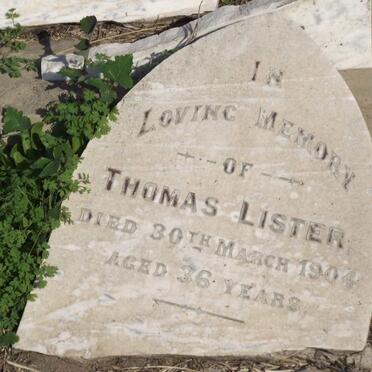 IN
LOVING MEMORY
OF
THOMAS LISTER
DIED 30TH MARCH 1904
AGED 36 YEARS